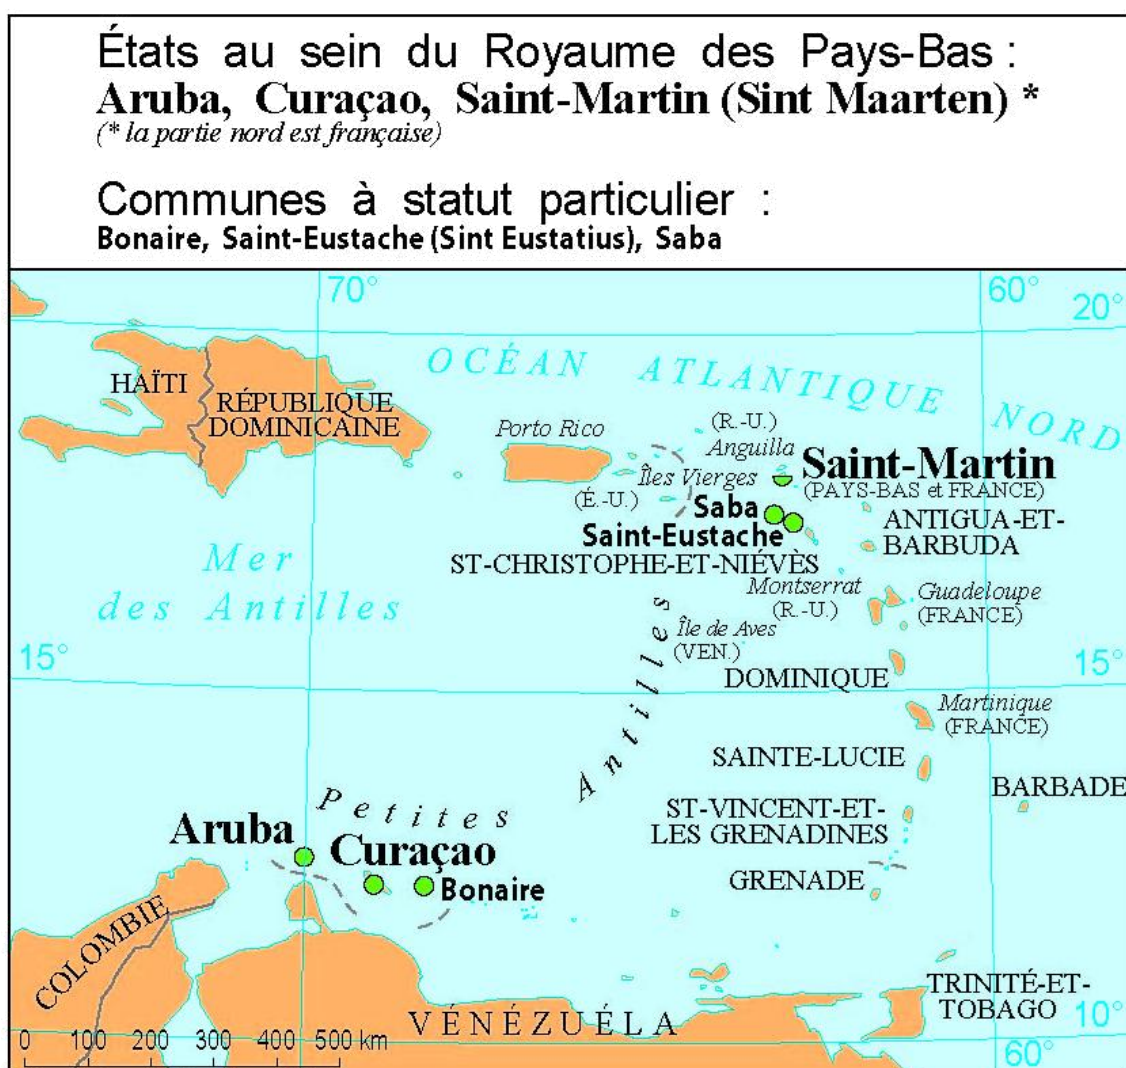 États au sein du Royaume des Pays-Bas :
Aruba, Curaçao, Saint-Martin (Sint Maarten) *
(* la partie nord est française)
Communes à statut particulier :
Bonaire, Saint-Eustache (Sint Eustatius), Saba
70°
60°
20°
OCÉAN ATLANTIQUE NORD
HAÏTI
RÉPUBLIQUE
DOMINICAINE
Porto Rico
(R.-U.)
Anguilla
Saint-Martin
(PAYS-BAS et FRANCE)
Îles Vierges
(É.-U.)
Saba
Saint-Eustache
ST-CHRISTOPHE-ET-NIÉVÈS
ANTIGUA-ET-
BARBUDA
Mer
des Antilles
Montserrat
(R.-U.)
Guadeloupe
(FRANCE)
Île de Aves
(VEN.)
15°
15°
DOMINIQUE
Martinique
(FRANCE)
SAINTE-LUCIE
BARBADE
Petites Antilles
ST-VINCENT-ET-
LES GRENADINES
Aruba
Curaçao
Bonaire
GRENADE
COLOMBIE
VÉNÉZUÉLA
TRINITÉ-ET-
TOBAGO
10°
60°
0 100 200 300 400 500 km